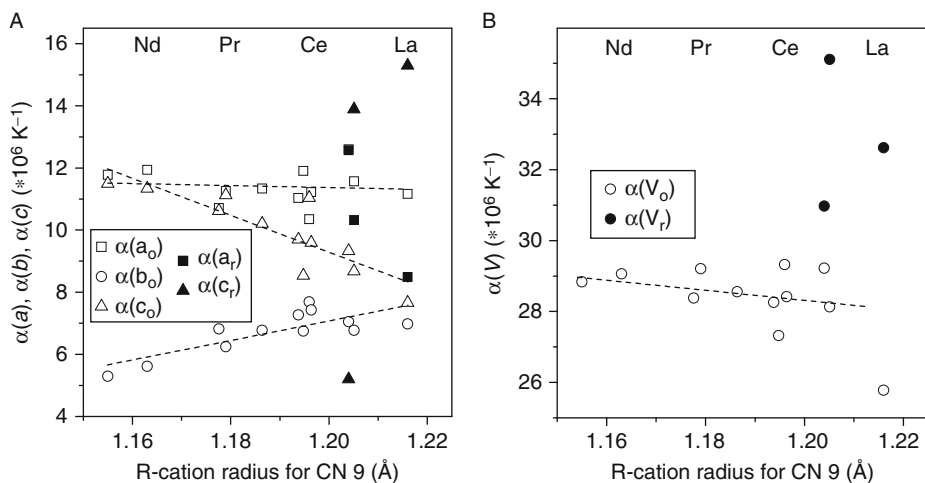 A
16
14
12
10
8
6
4
α(a), α(b), α(c) (*10⁶ K⁻¹)
Nd Pr Ce La
α(aₒ)
α(bₒ)
α(cₒ)
α(aᵣ)
α(cᵣ)
1.16 1.18 1.20 1.22
R-cation radius for CN 9 (Å)
B
34
32
30
28
26
α(V) (*10⁶ K⁻¹)
Nd Pr Ce La
α(Vₒ)
α(Vᵣ)
1.16 1.18 1.20 1.22
R-cation radius for CN 9 (Å)